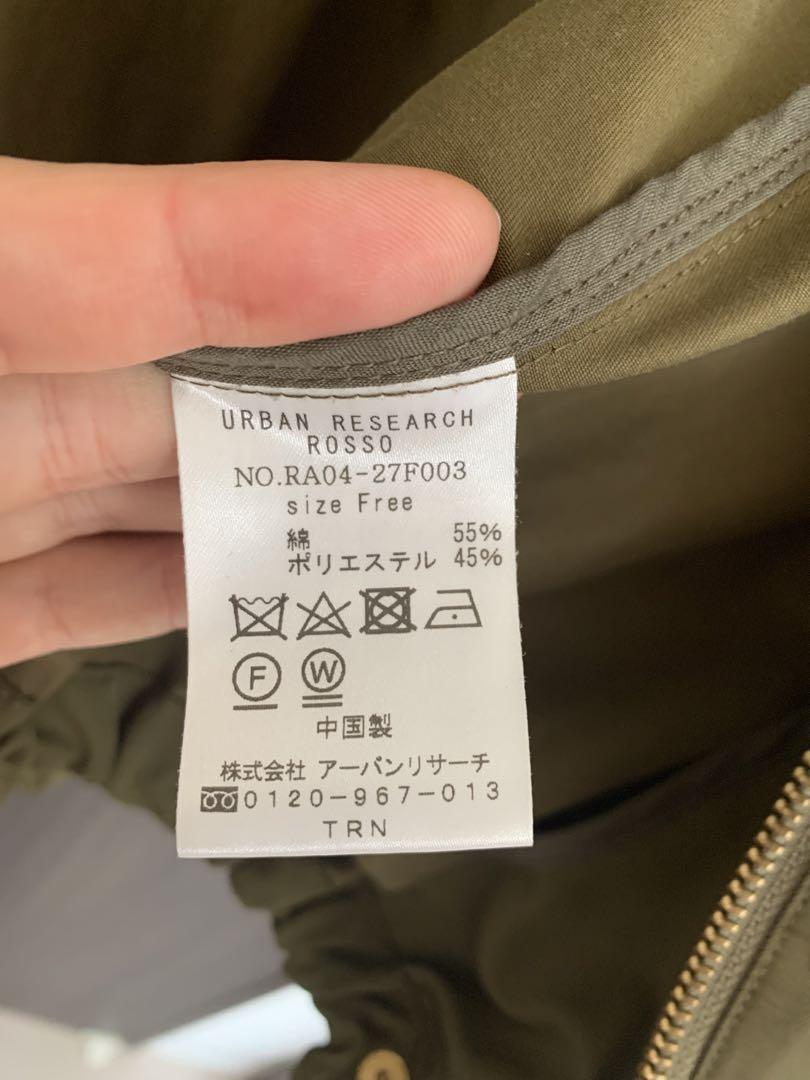 URBAN RESEARCH
ROSSO
NO.RA04-27F003
size Free
綿 55%
ポリエステル 45%
F W
中国製
株式会社 アーバンリサーチ
0120-967-013
TRN